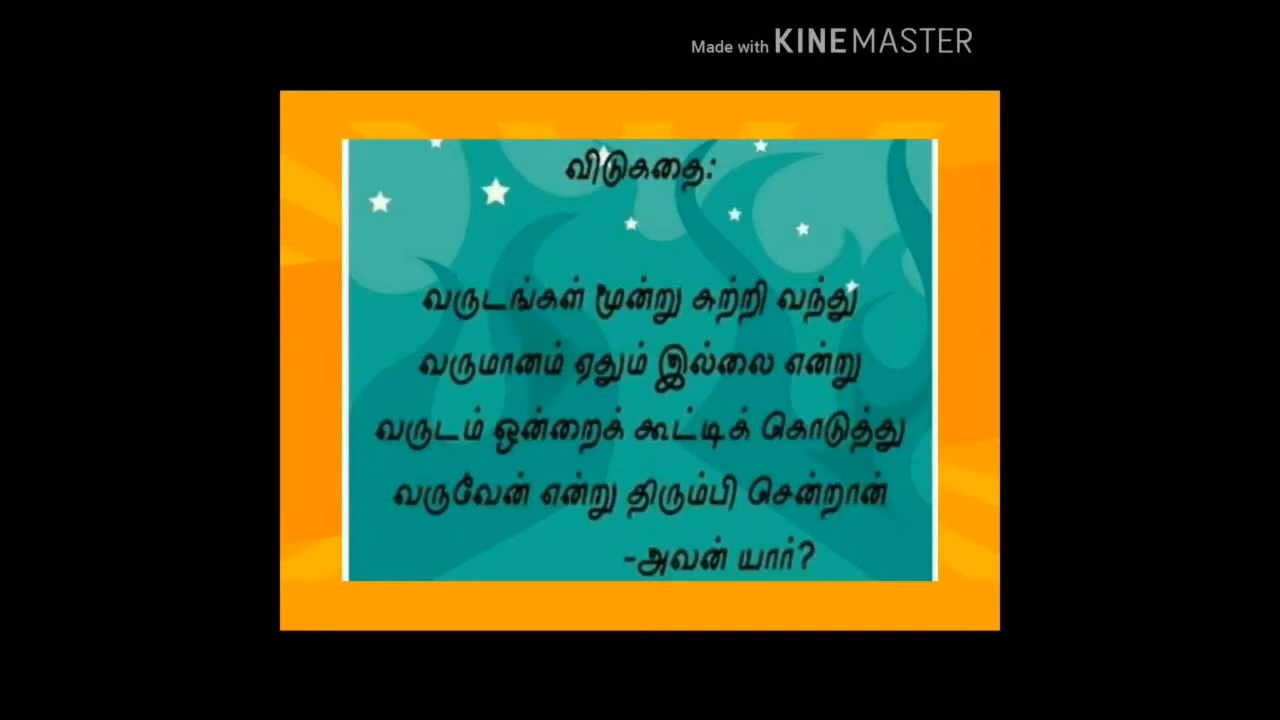 Made with KINEMASTER
விடுகதை:
வருடங்கள் மூன்று சுற்றி வந்து
வருமானம் ஏதும் இல்லை என்று
வருடம் ஒன்றைக் கூட்டிக் கொடுத்து
வருவேன் என்று திரும்பி சென்றான்
-அவன் யார்?